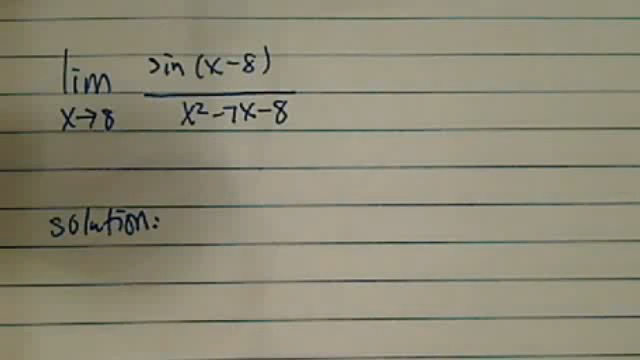 lim sin(x-8)
x→8 x²-7x-8
solution: